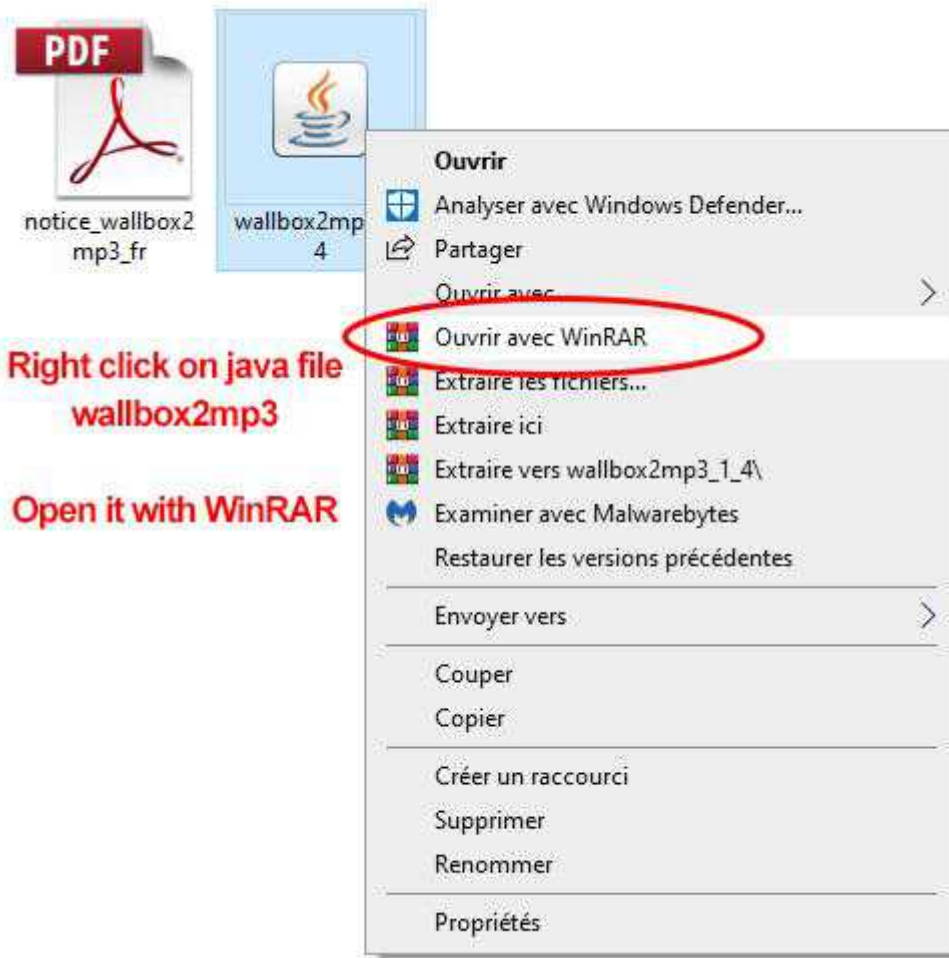 PDF
notice_wallbox2
mp3_fr
wallbox2mp
4
Right click on java file
wallbox2mp3
Open it with WinRAR
Ouvrir
Analyser avec Windows Defender...
Partager
Ouvrir avec
Ouvrir avec WinRAR
Extraire les fichiers...
Extraire ici
Extraire vers wallbox2mp3_1_4\
Examiner avec Malwarebytes
Restaurer les versions précédentes
Envoyer vers
Couper
Copier
Créer un raccourci
Supprimer
Renommer
Propriétés